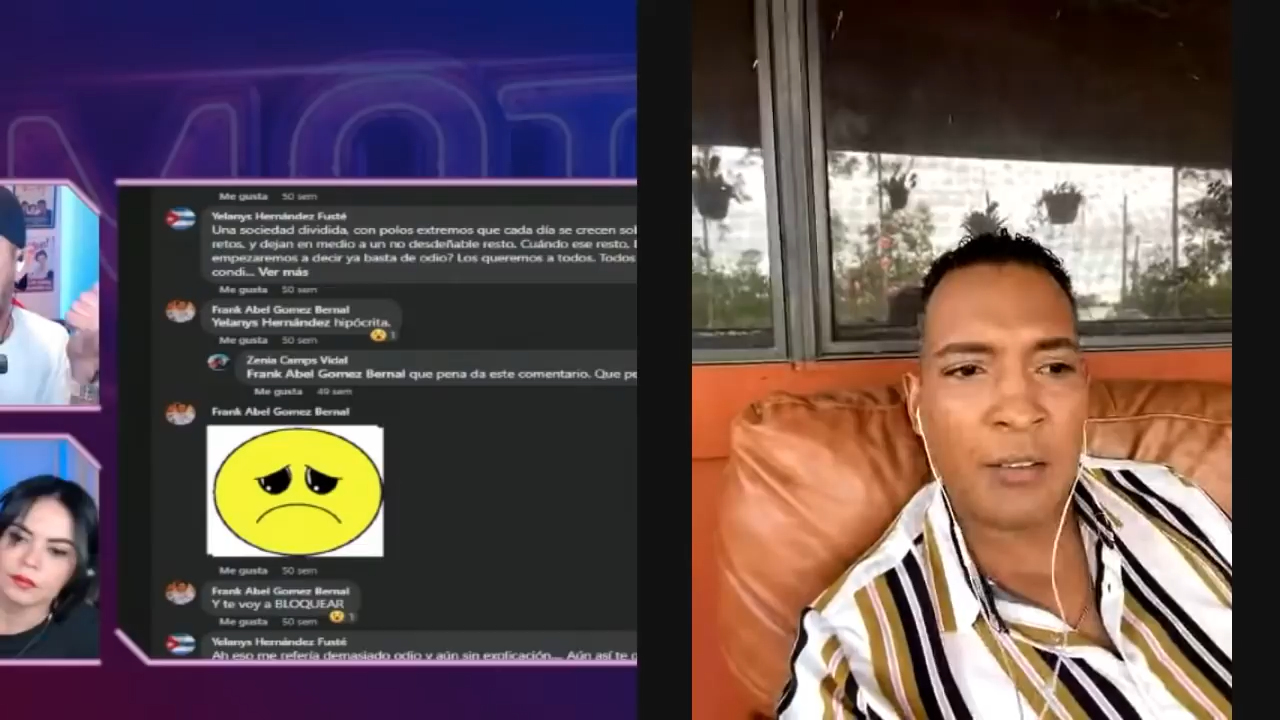 MOT
Me gusta 50 sem
Yelanys Hernández Fusté
Una sociedad dividida, con polos extremos que cada día se crecen
retos, y dejan en medio a un no desdeñable resto. Cuándo ese resto.
empezaremos a decir ya basta de odio? Los queremos a todos. Todos
condi... Ver más
Me gusta 50 sem
Frank Abel Gomez Bernal
Yelanys Hernández hipócrita.
1
Me gusta 50 sem
Zenia Camps Vidal
Frank Abel Gomez Bernal que pena da este comentario. Que
Me gusta 49 sem
Frank Abel Gomez Bernal
Me gusta 50 sem
Frank Abel Gomez Bernal
Y te voy a BLOQUEAR
1
Me gusta 50 sem
Yelanys Hernández Fusté
Ah eso me refería demasiado odio y aún sin explicación.... Aún así te